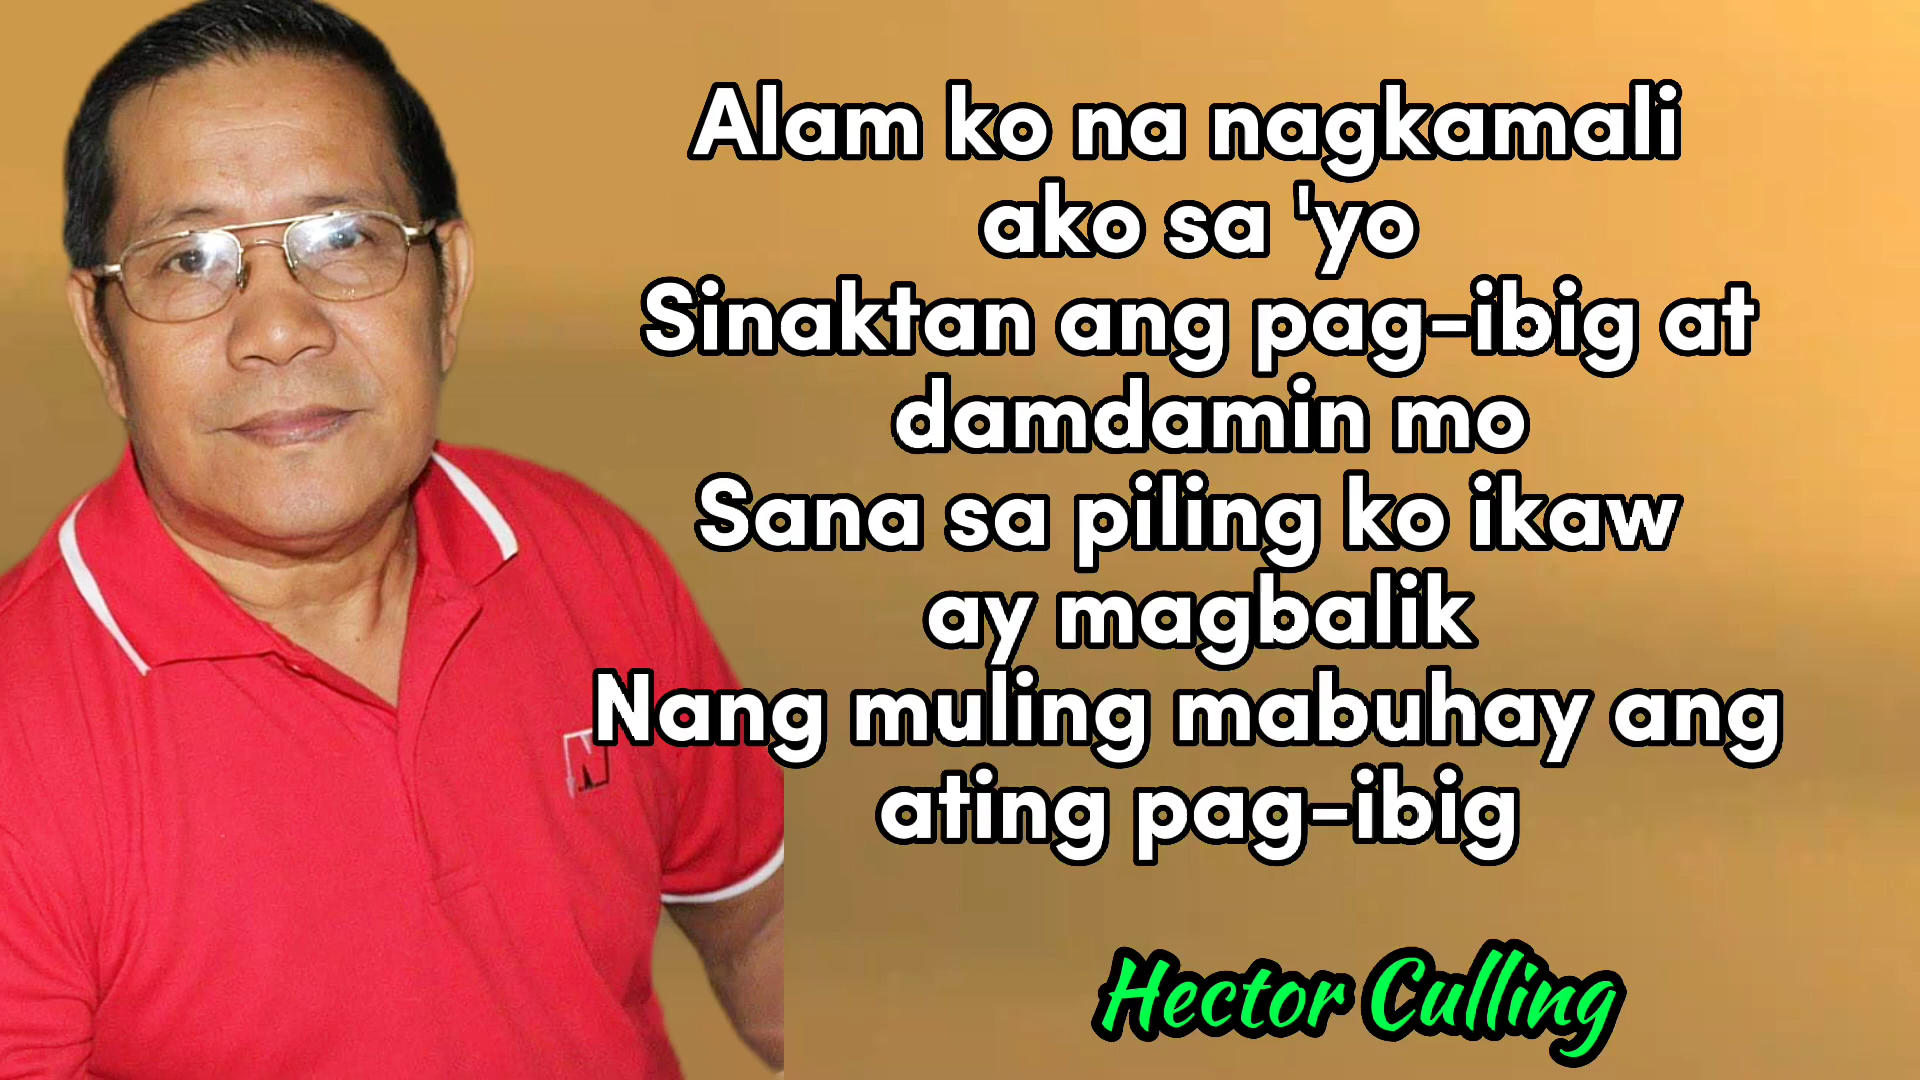 Alam ko na nagkamali
ako sa 'yo
Sinaktan ang pag-ibig at
damdamin mo
Sana sa piling ko ikaw
ay magbalik
Nang muling mabuhay ang
ating pag-ibig
N
Hector Culling